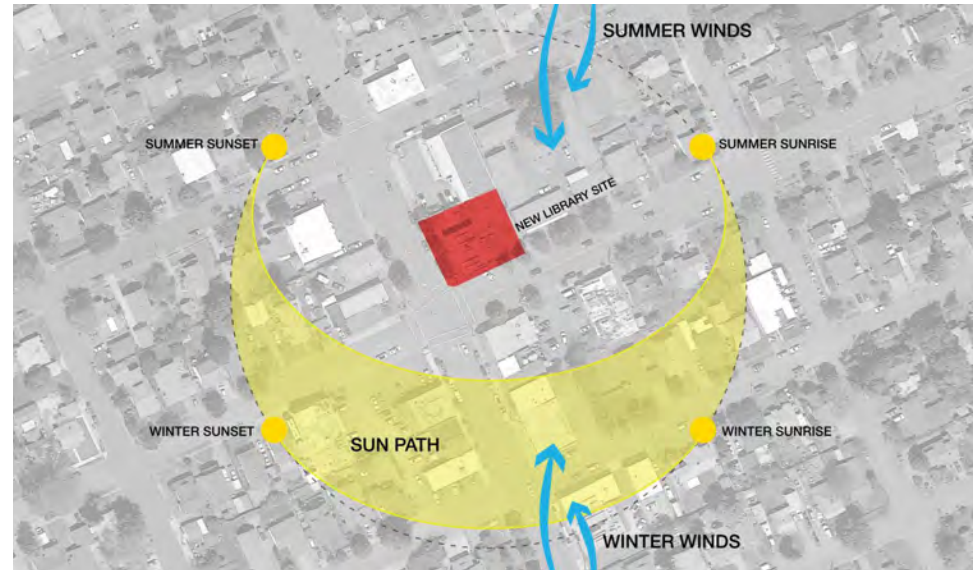 SUMMER WINDS
SUMMER SUNSET
SUMMER SUNRISE
NEW LIBRARY SITE
WINTER SUNSET
SUN PATH
WINTER SUNRISE
WINTER WINDS